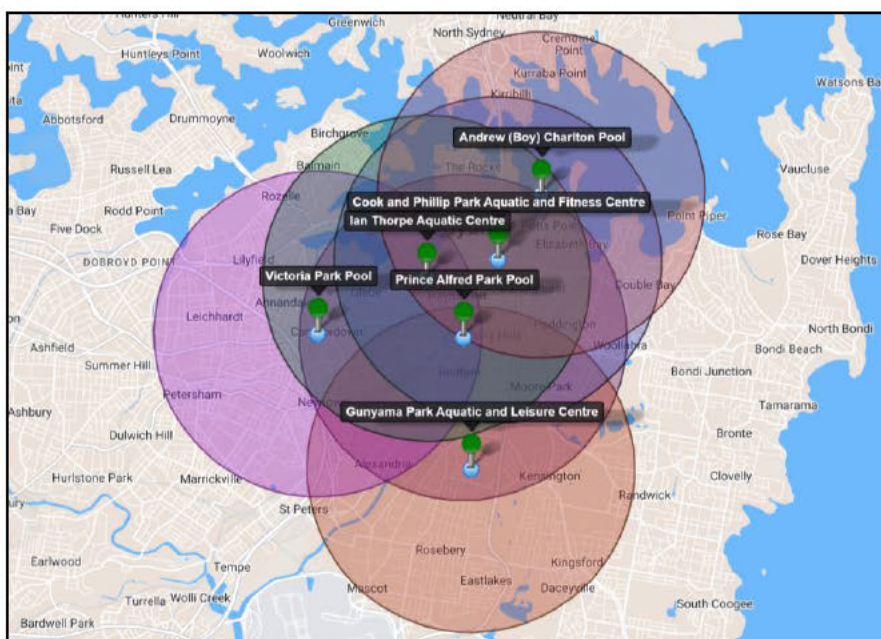 Hunters Hill
Greenwich
Neutral Bay
Huntleys Point
Woolwich
North Sydney
Cremorne
Point
Kurraba Point
Kirribilli
Watsons Ba
Abbotsford
Drummoyne
Birchgrove
Andrew (Boy) Charlton Pool
Balmain
The Rocks
Russell Lea
Vaucluse
Rozelle
Cook and Phillip Park Aquatic and Fitness Centre
Rodd Point
Ian Thorpe Aquatic Centre
Point Piper
Five Dock
Rose Bay
Elizabeth Bay
DOBROYD POINT
Lilyfield
Dover Heights
Victoria Park Pool
Prince Alfred Park Pool
Double Bay
Annandale
Leichhardt
Camperdown
Paddington
North Bondi
Ashfield
Woollahra
Bondi Beach
Summer Hill
Redfern
Bondi Junction
Petersham
Moore Park
Ashbury
Newtown
Gunyama Park Aquatic and Leisure Centre
Tamarama
Dulwich Hill
Bronte
Alexandria
Hurlstone Park
Marrickville
Kensington
Clovelly
Randwick
St Peters
Earlwood
Rosebery
Tempe
Kingsford
Eastlakes
Mascot
Daceyville
Turrella
Wolli Creek
South Coogee
Bardwell Park